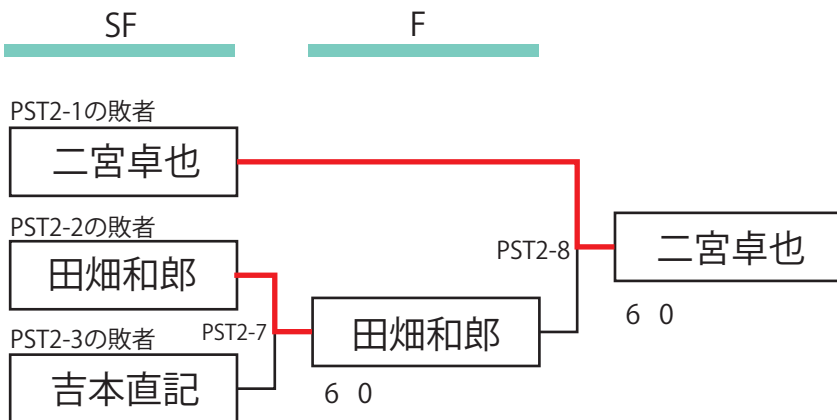 SF
F
PST2-1の敗者
二宮卓也
PST2-2の敗者
田畑和郎
PST2-3の敗者
吉本直記
PST2-7
田畑和郎
6 0
PST2-8
二宮卓也
6 0